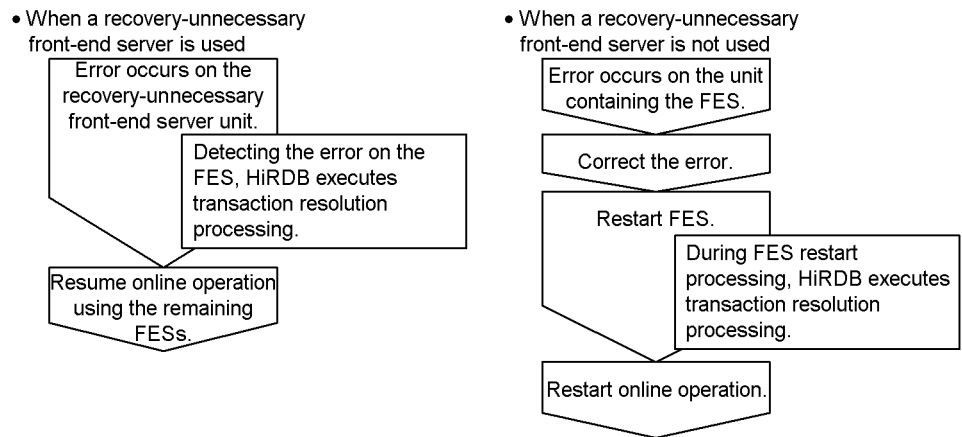 • When a recovery-unnecessary
front-end server is used
Error occurs on the
recovery-unnecessary
front-end server unit.
Detecting the error on the
FES, HiRDB executes
transaction resolution
processing.
Resume online operation
using the remaining
FESs.
• When a recovery-unnecessary
front-end server is not used
Error occurs on the unit
containing the FES.
Correct the error.
Restart FES.
During FES restart
processing, HiRDB executes
transaction resolution
processing.
Restart online operation.